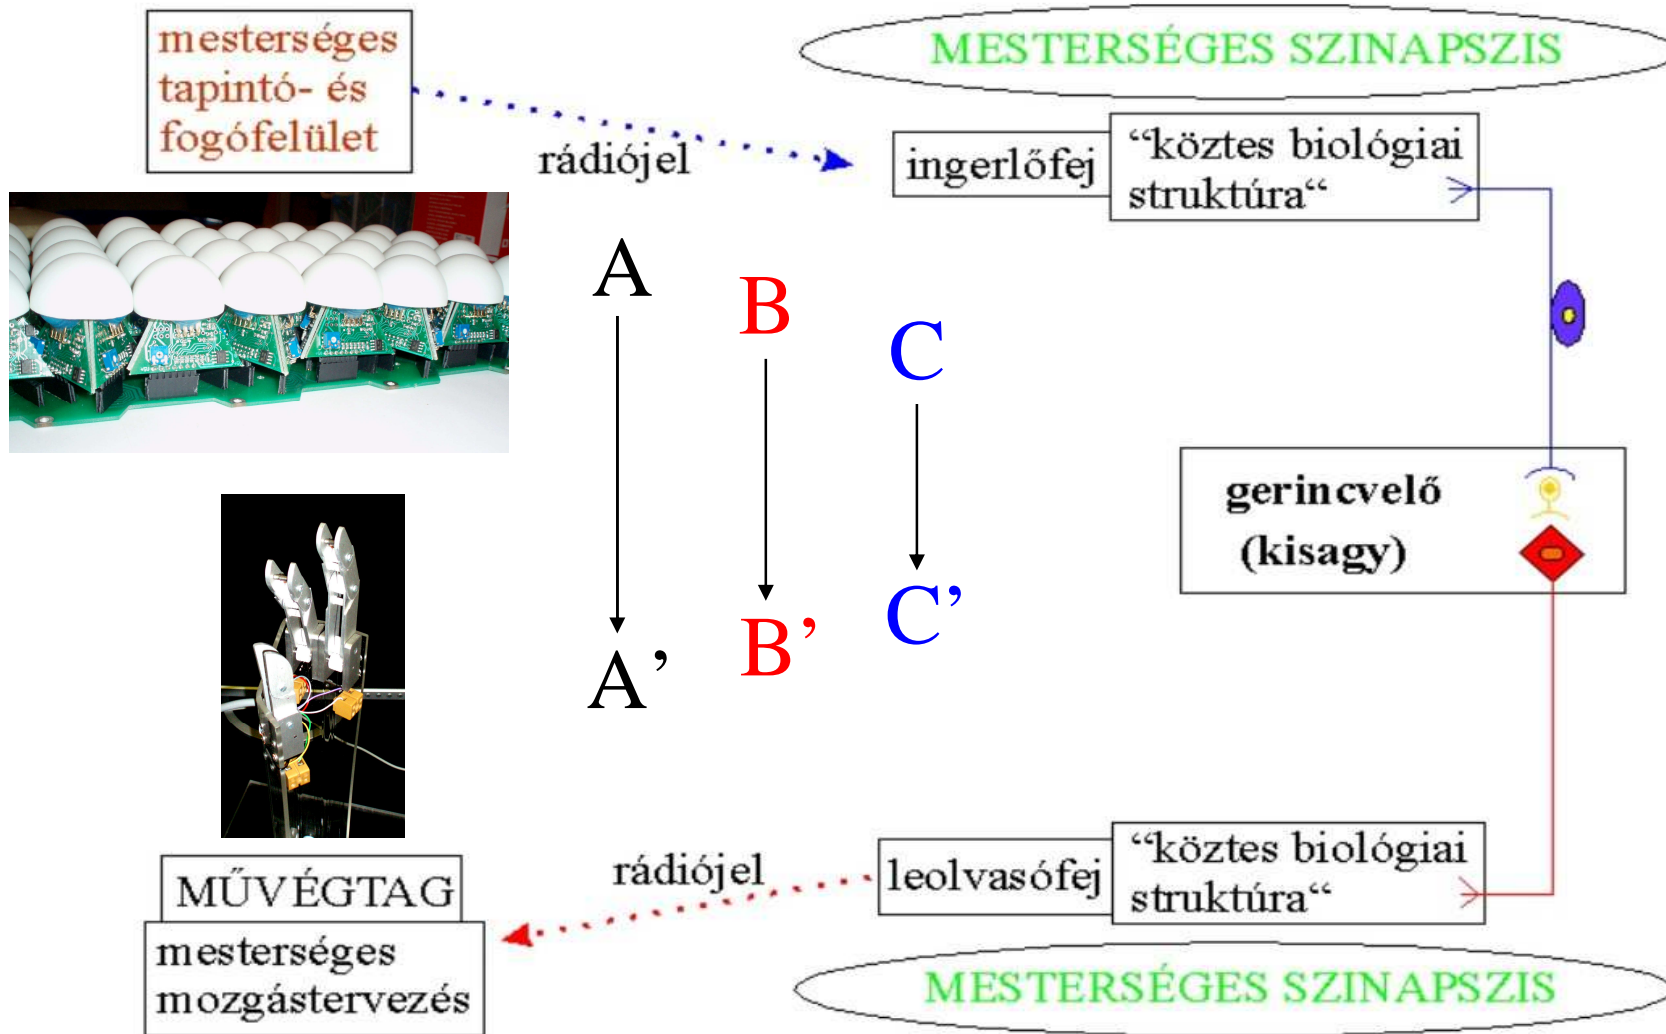 mesterséges
tapintó- és
fogófelület
rádiójel
MESTERSÉGES SZINAPSZIS
ingerlőfej
“köztes biológiai
struktúra“
A
B
C
gerincvelő
(kisagy)
A’
B’
C’
rádiójel
leolvasófej
“köztes biológiai
struktúra“
MŰVÉGTAG
mesterséges
mozgástervezés
MESTERSÉGES SZINAPSZIS